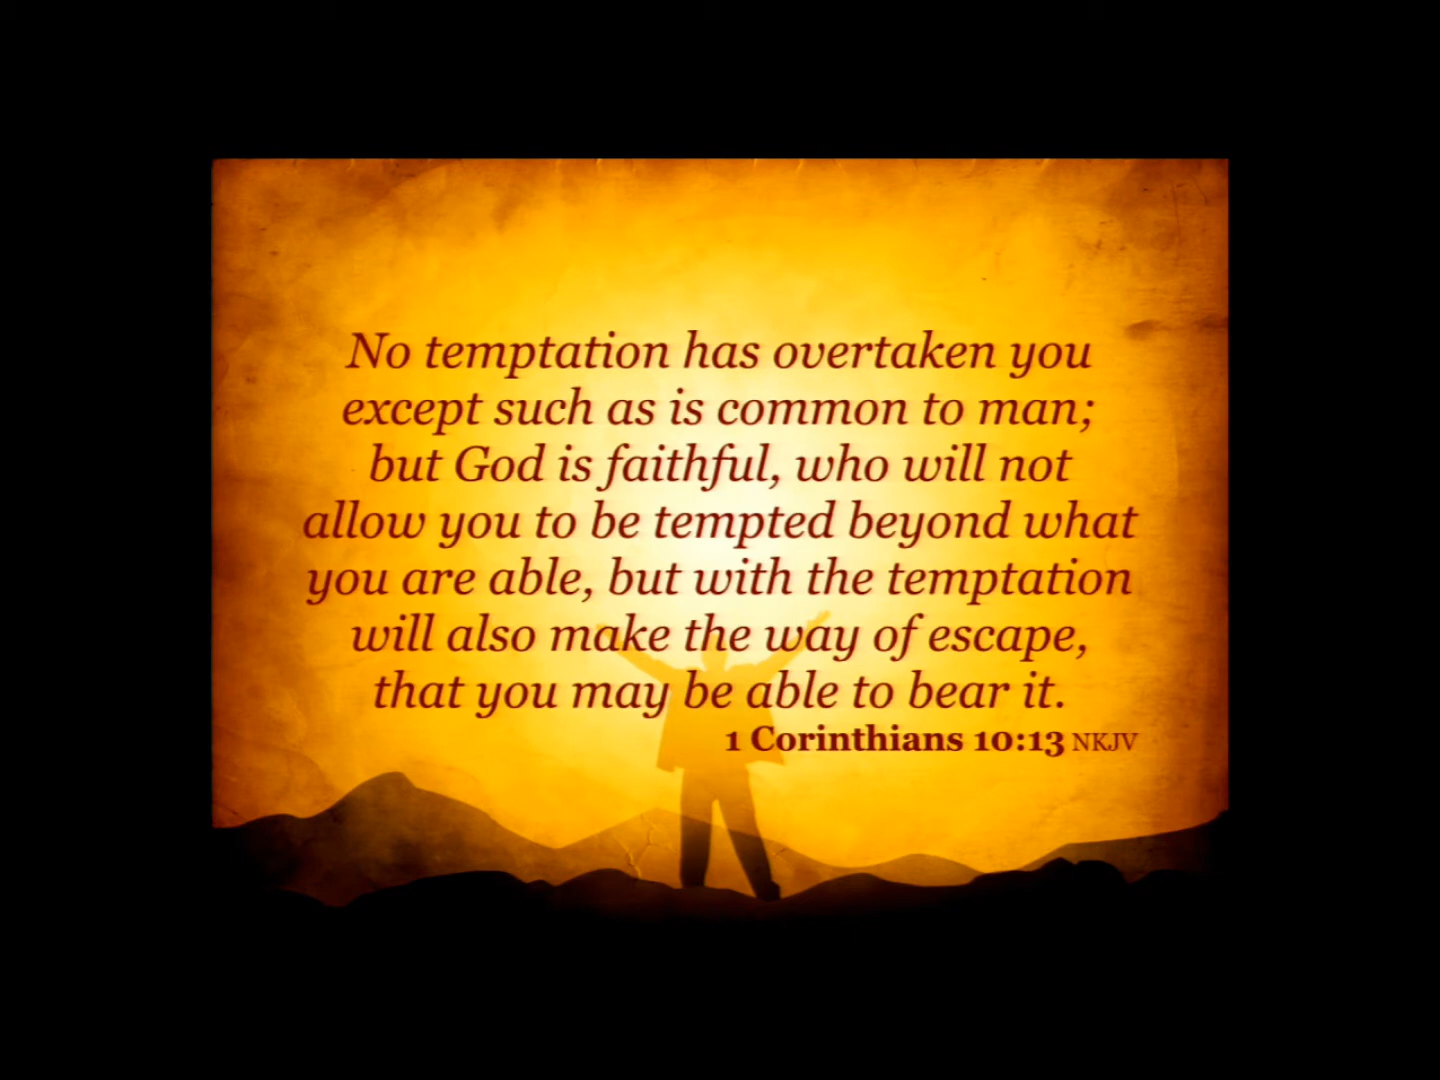 No temptation has overtaken you
except such as is common to man;
but God is faithful, who will not
allow you to be tempted beyond what
you are able, but with the temptation
will also make the way of escape,
that you may be able to bear it.
1 Corinthians 10:13 NKJV